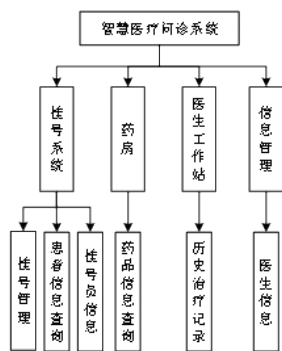 智慧医疗问诊系统
挂号系统
药房
医生工作站
信息管理
挂号管理
患者信息查询
挂号员信息
药品信息查询
历史治疗记录
医生信息